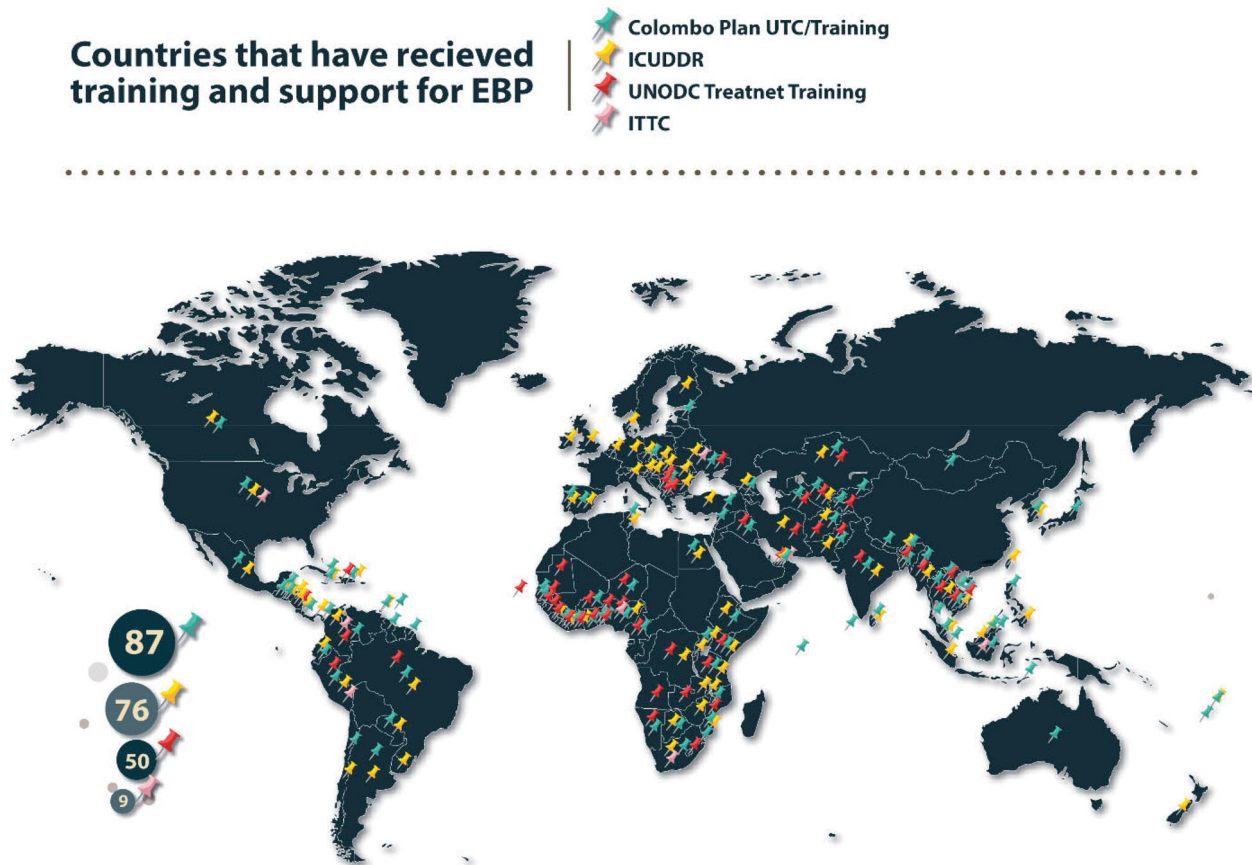 Countries that have recieved
training and support for EBP
Colombo Plan UTC/Training
ICUDDR
UNODC Treatnet Training
ITTC
87
76
50
9